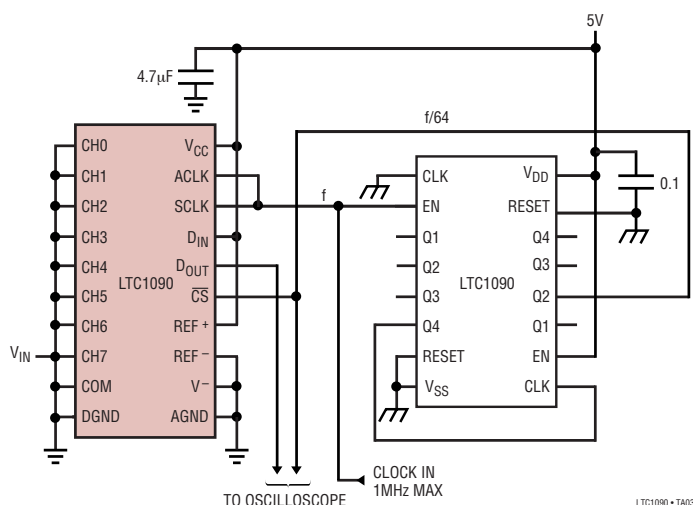 5V
4.7µF
f/64
CH0
CH1
CH2
CH3
CH4
CH5
CH6
CH7
COM
DGND
LTC1090
VCC
ACLK
SCLK
DIN
DOUT
CS
REF+
REF−
V−
AGND
VIN
f
CLK
EN
Q1
Q2
Q3
Q4
RESET
VSS
LTC1090
VDD
RESET
Q4
Q3
Q2
Q1
EN
CLK
0.1
CLOCK IN
1MHz MAX
TO OSCILLOSCOPE
LTC1090 • TA03